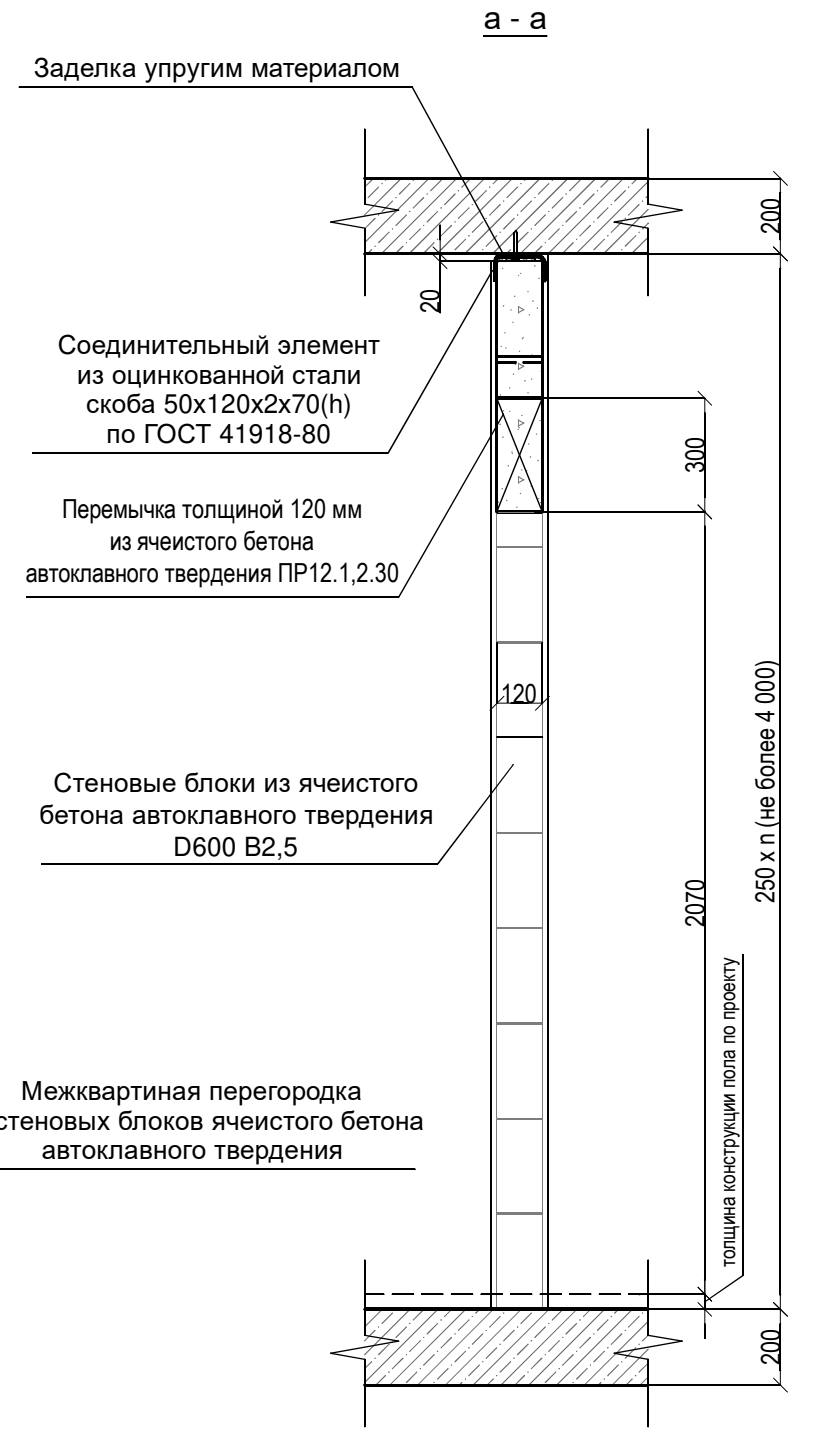 а - а
Заделка упругим материалом
200
20
Соединительный элемент
из оцинкованной стали
скоба 50х120х2х70(h)
по ГОСТ 41918-80
300
Перемычка толщиной 120 мм
из ячеистого бетона
автоклавного твердения ПР12.1,2.30
120
250 x n (не более 4 000)
Стеновые блоки из ячеистого
бетона автоклавного твердения
D600 B2,5
2070
толщина конструкции пола по проекту
Межквартиная перегородка
стеновых блоков ячеистого бетона
автоклавного твердения
200